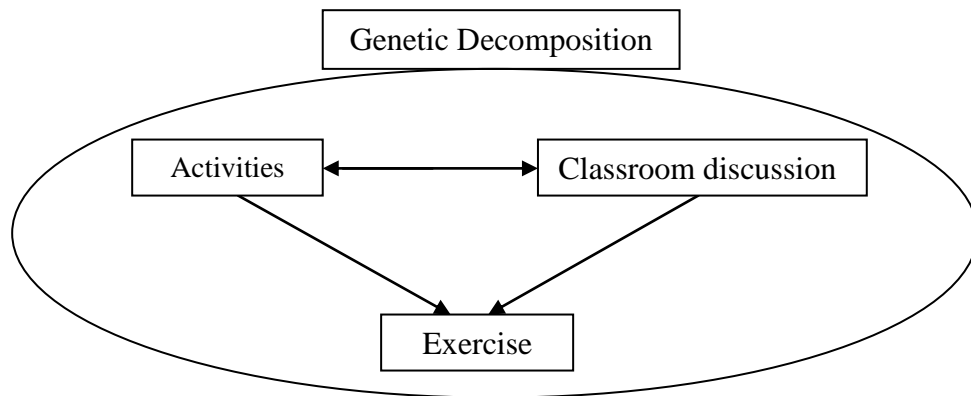 Genetic Decomposition
Activities
Classroom discussion
Exercise